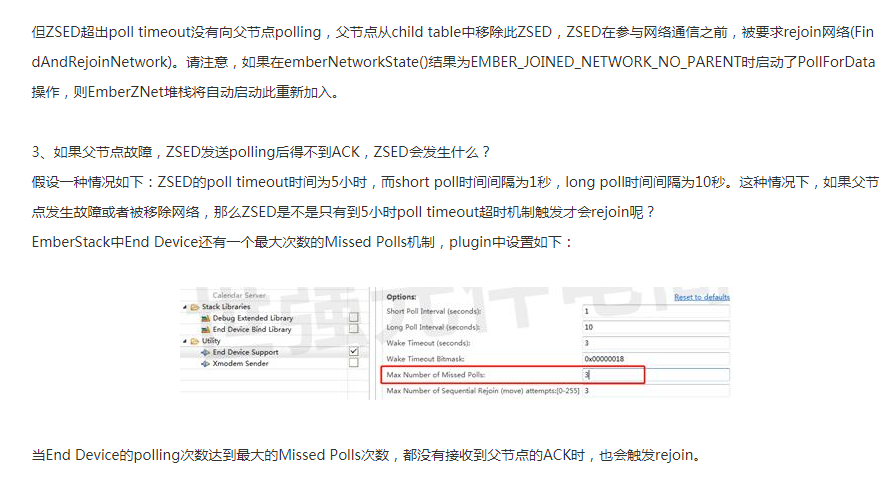 但ZSED超出poll timeout没有向父节点polling，父节点从child table中移除此ZSED，ZSED在参与网络通信之前，被要求rejoin网络(Fin
dAndRejoinNetwork)。请注意，如果在emberNetworkState()结果为EMBER_JOINED_NETWORK_NO_PARENT时启动了PollForData
操作，则EmberZNet堆栈将自动启动此重新加入。
3、如果父节点故障，ZSED发送polling后得不到ACK，ZSED会发生什么？
假设一种情况如下：ZSED的poll timeout时间为5小时，而short poll时间间隔为1秒，long poll时间间隔为10秒。这种情况下，如果父节
点发生故障或者被移除网络，那么ZSED是不是只有到5小时poll timeout超时机制触发才会rejoin呢？
EmberStack中End Device还有一个最大次数的Missed Polls机制，plugin中设置如下：
Calendar Server
Stack Libraries
Debug Extended Library
End Device Bind Library
Utility
End Device Support
Xmodem Sender
Options: Reset to defaults
Short Poll Interval (seconds): 1
Long Poll Interval (seconds): 10
Wake Timeout (seconds): 3
Wake Timeout Bitmask: 0x00000018
Max Number of Missed Polls: 3
Max Number of Sequential Rejoin (move) attempts:[0-255] 3
世强元件电商
当End Device的polling次数达到最大的Missed Polls次数，都没有接收到父节点的ACK时，也会触发rejoin。